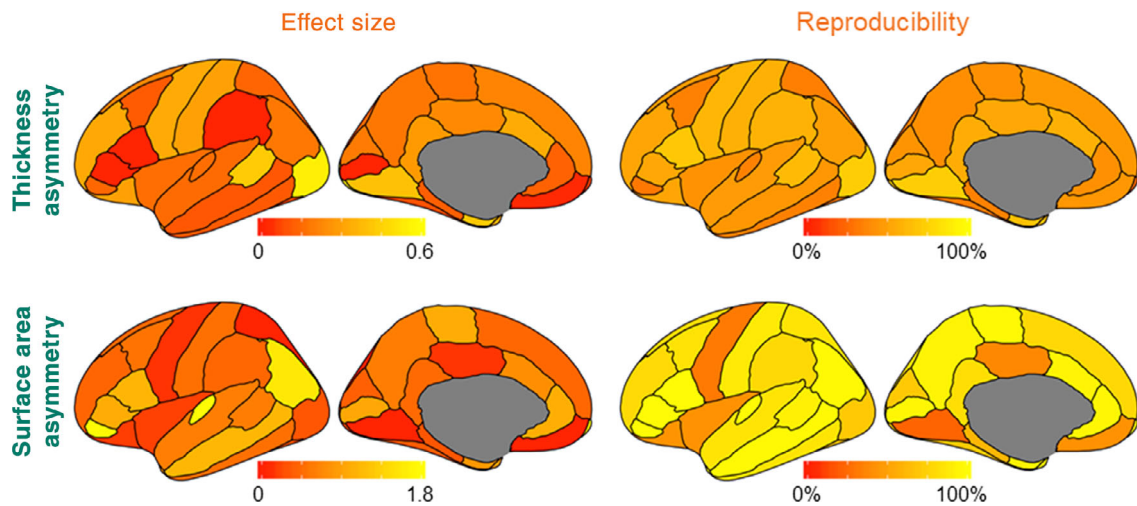 Effect size
Reproducibility
Thickness
asymmetry
0
0.6
0%
100%
Surface area
asymmetry
0
1.8
0%
100%